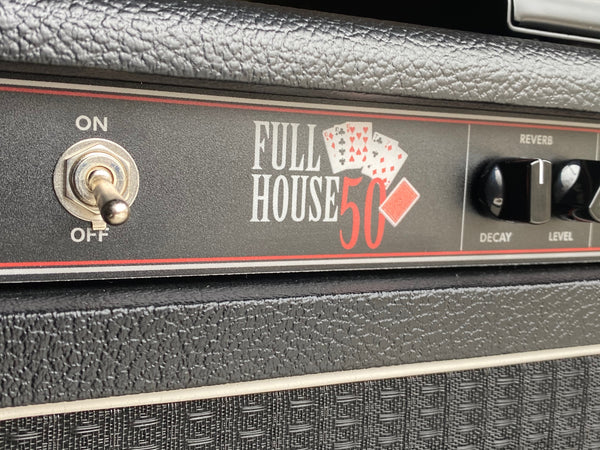 ON
OFF
FULL
HOUSE 50
REVERB
DECAY
LEVEL